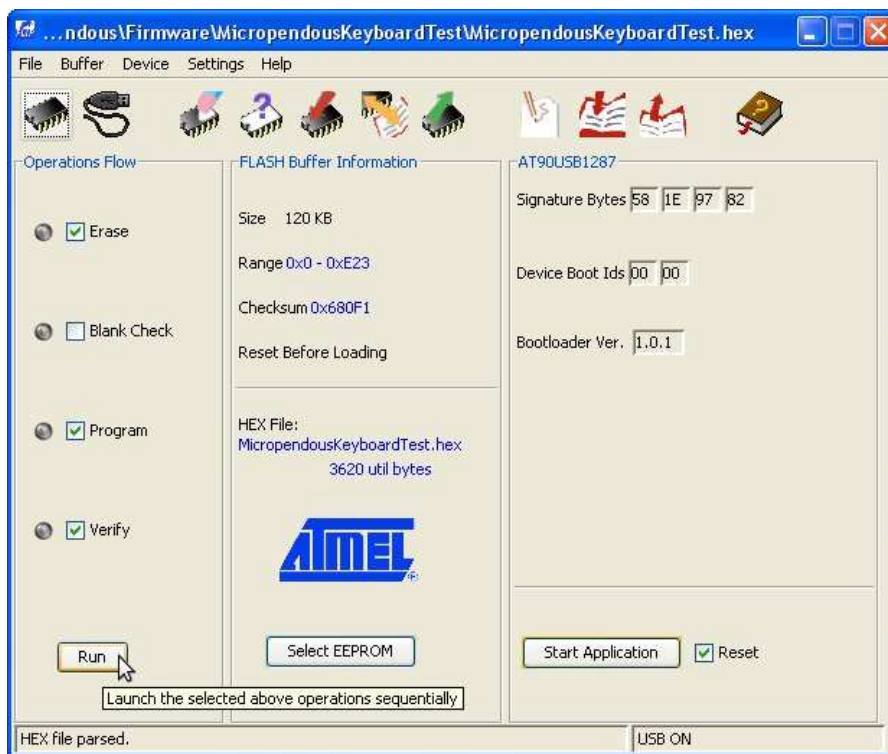 ...ndous\Firmware\MicropendousKeyboardTest\MicropendousKeyboardTest.hex
File Buffer Device Settings Help
Operations Flow
Erase
Blank Check
Program
Verify
Run
Launch the selected above operations sequentially
FLASH Buffer Information
Size 120 KB
Range 0x0 - 0xE23
Checksum 0x680F1
Reset Before Loading
HEX File:
MicropendousKeyboardTest.hex
3620 util bytes
ATMEL
®
Select EEPROM
AT90USB1287
Signature Bytes 58 1E 97 82
Device Boot Ids 00 00
Bootloader Ver. 1.0.1
Start Application Reset
HEX file parsed. USB ON